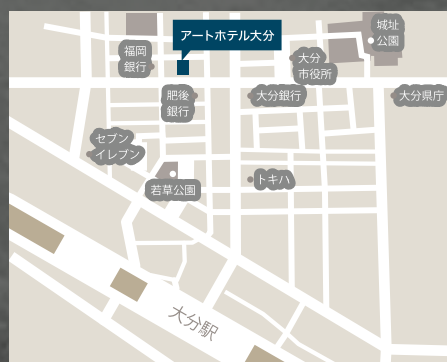 城址
公園
アートホテル大分
福岡
銀行
大分
市役所
肥後
銀行
大分銀行
大分県庁
セブン
イレブン
若草公園
トキハ
大分駅